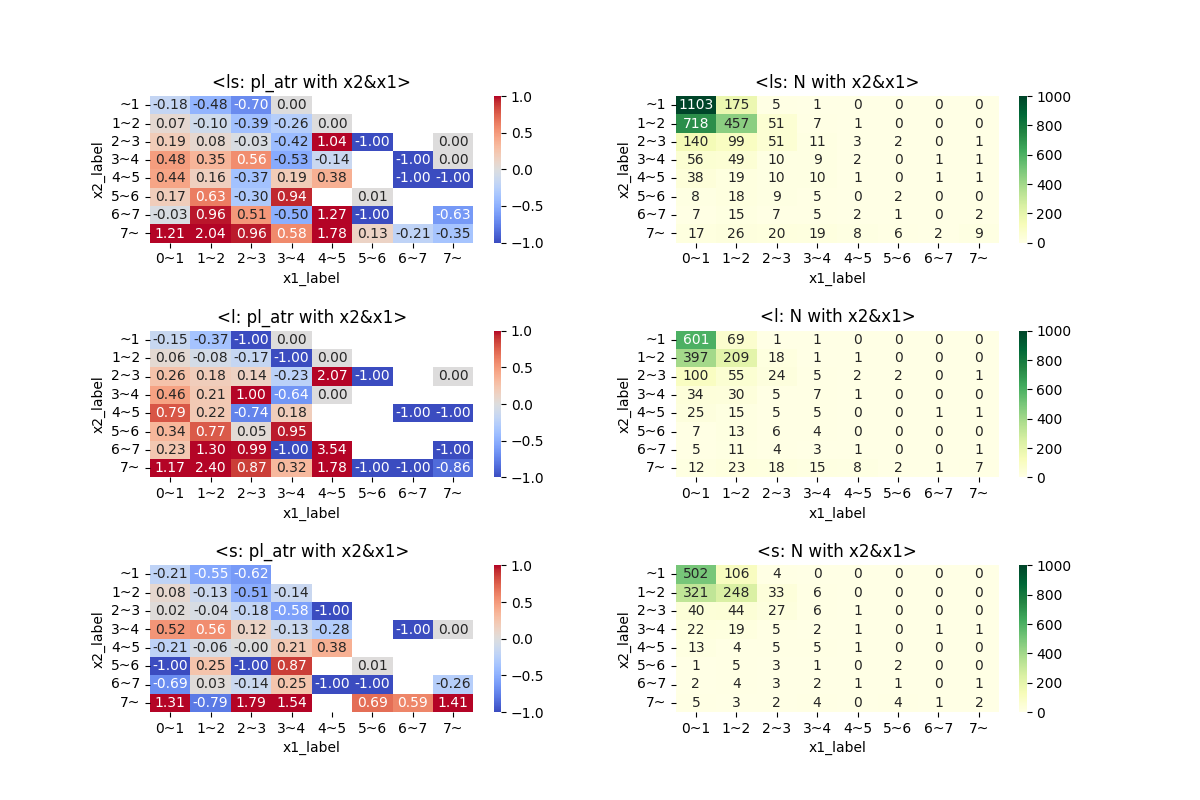 <ls: pl_atr with x2&x1>
x2_label
~1 -0.18 -0.48 -0.70 0.00
1~2 0.07 -0.10 -0.39 -0.26 0.00
2~3 0.19 0.08 -0.03 -0.42 1.04 -1.00 0.00
3~4 0.48 0.35 0.56 -0.53 -0.14 -1.00 0.00
4~5 0.44 0.16 -0.37 0.19 0.38 -1.00 -1.00
5~6 0.17 0.63 -0.30 0.94 0.01
6~7 -0.03 0.96 0.51 -0.50 1.27 -1.00 -0.63
7~ 1.21 2.04 0.96 0.58 1.78 0.13 -0.21 -0.35
0~1 1~2 2~3 3~4 4~5 5~6 6~7 7~
x1_label
1.0
0.5
0.0
−0.5
−1.0
<ls: N with x2&x1>
x2_label
~1 1103 175 5 1 0 0 0 0
1~2 718 457 51 7 1 0 0 0
2~3 140 99 51 11 3 2 0 1
3~4 56 49 10 9 2 0 1 1
4~5 38 19 10 10 1 0 1 1
5~6 8 18 9 5 0 2 0 0
6~7 7 15 7 5 2 1 0 2
7~ 17 26 20 19 8 6 2 9
0~1 1~2 2~3 3~4 4~5 5~6 6~7 7~
x1_label
1000
800
600
400
200
0
<l: pl_atr with x2&x1>
x2_label
~1 -0.15 -0.37 -1.00 0.00
1~2 0.06 -0.08 -0.17 -1.00 0.00
2~3 0.26 0.18 0.14 -0.23 2.07 -1.00 0.00
3~4 0.46 0.21 1.00 -0.64 0.00
4~5 0.79 0.22 -0.74 0.18 -1.00 -1.00
5~6 0.34 0.77 0.05 0.95
6~7 0.23 1.30 0.99 -1.00 3.54 -1.00
7~ 1.17 2.40 0.87 0.32 1.78 -1.00 -1.00 -0.86
0~1 1~2 2~3 3~4 4~5 5~6 6~7 7~
x1_label
1.0
0.5
0.0
−0.5
−1.0
<l: N with x2&x1>
x2_label
~1 601 69 1 1 0 0 0 0
1~2 397 209 18 1 1 0 0 0
2~3 100 55 24 5 2 2 0 1
3~4 34 30 5 7 1 0 0 0
4~5 25 15 5 5 0 0 1 1
5~6 7 13 6 4 0 0 0 0
6~7 5 11 4 3 1 0 0 1
7~ 12 23 18 15 8 2 1 7
0~1 1~2 2~3 3~4 4~5 5~6 6~7 7~
x1_label
1000
800
600
400
200
0
<s: pl_atr with x2&x1>
x2_label
~1 -0.21 -0.55 -0.62
1~2 0.08 -0.13 -0.51 -0.14
2~3 0.02 -0.04 -0.18 -0.58 -1.00
3~4 0.52 0.56 0.12 -0.13 -0.28 -1.00 0.00
4~5 -0.21 -0.06 -0.00 0.21 0.38
5~6 -1.00 0.25 -1.00 0.87 0.01
6~7 -0.69 0.03 -0.14 0.25 -1.00 -1.00 -0.26
7~ 1.31 -0.79 1.79 1.54 0.69 0.59 1.41
0~1 1~2 2~3 3~4 4~5 5~6 6~7 7~
x1_label
1.0
0.5
0.0
−0.5
−1.0
<s: N with x2&x1>
x2_label
~1 502 106 4 0 0 0 0 0
1~2 321 248 33 6 0 0 0 0
2~3 40 44 27 6 1 0 0 0
3~4 22 19 5 2 1 0 1 1
4~5 13 4 5 5 1 0 0 0
5~6 1 5 3 1 0 2 0 0
6~7 2 4 3 2 1 1 0 1
7~ 5 3 2 4 0 4 1 2
0~1 1~2 2~3 3~4 4~5 5~6 6~7 7~
x1_label
1000
800
600
400
200
0